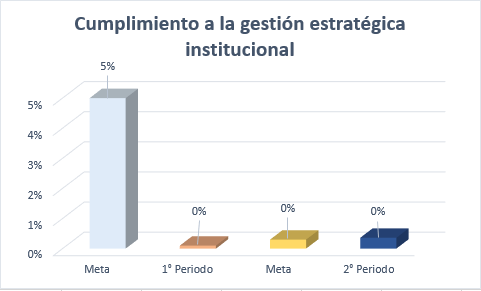 Cumplimiento a la gestión estratégica
institucional
5%
5%
4%
3%
2%
1%
0%
0%
0%
0%
Meta
1° Periodo
Meta
2° Periodo